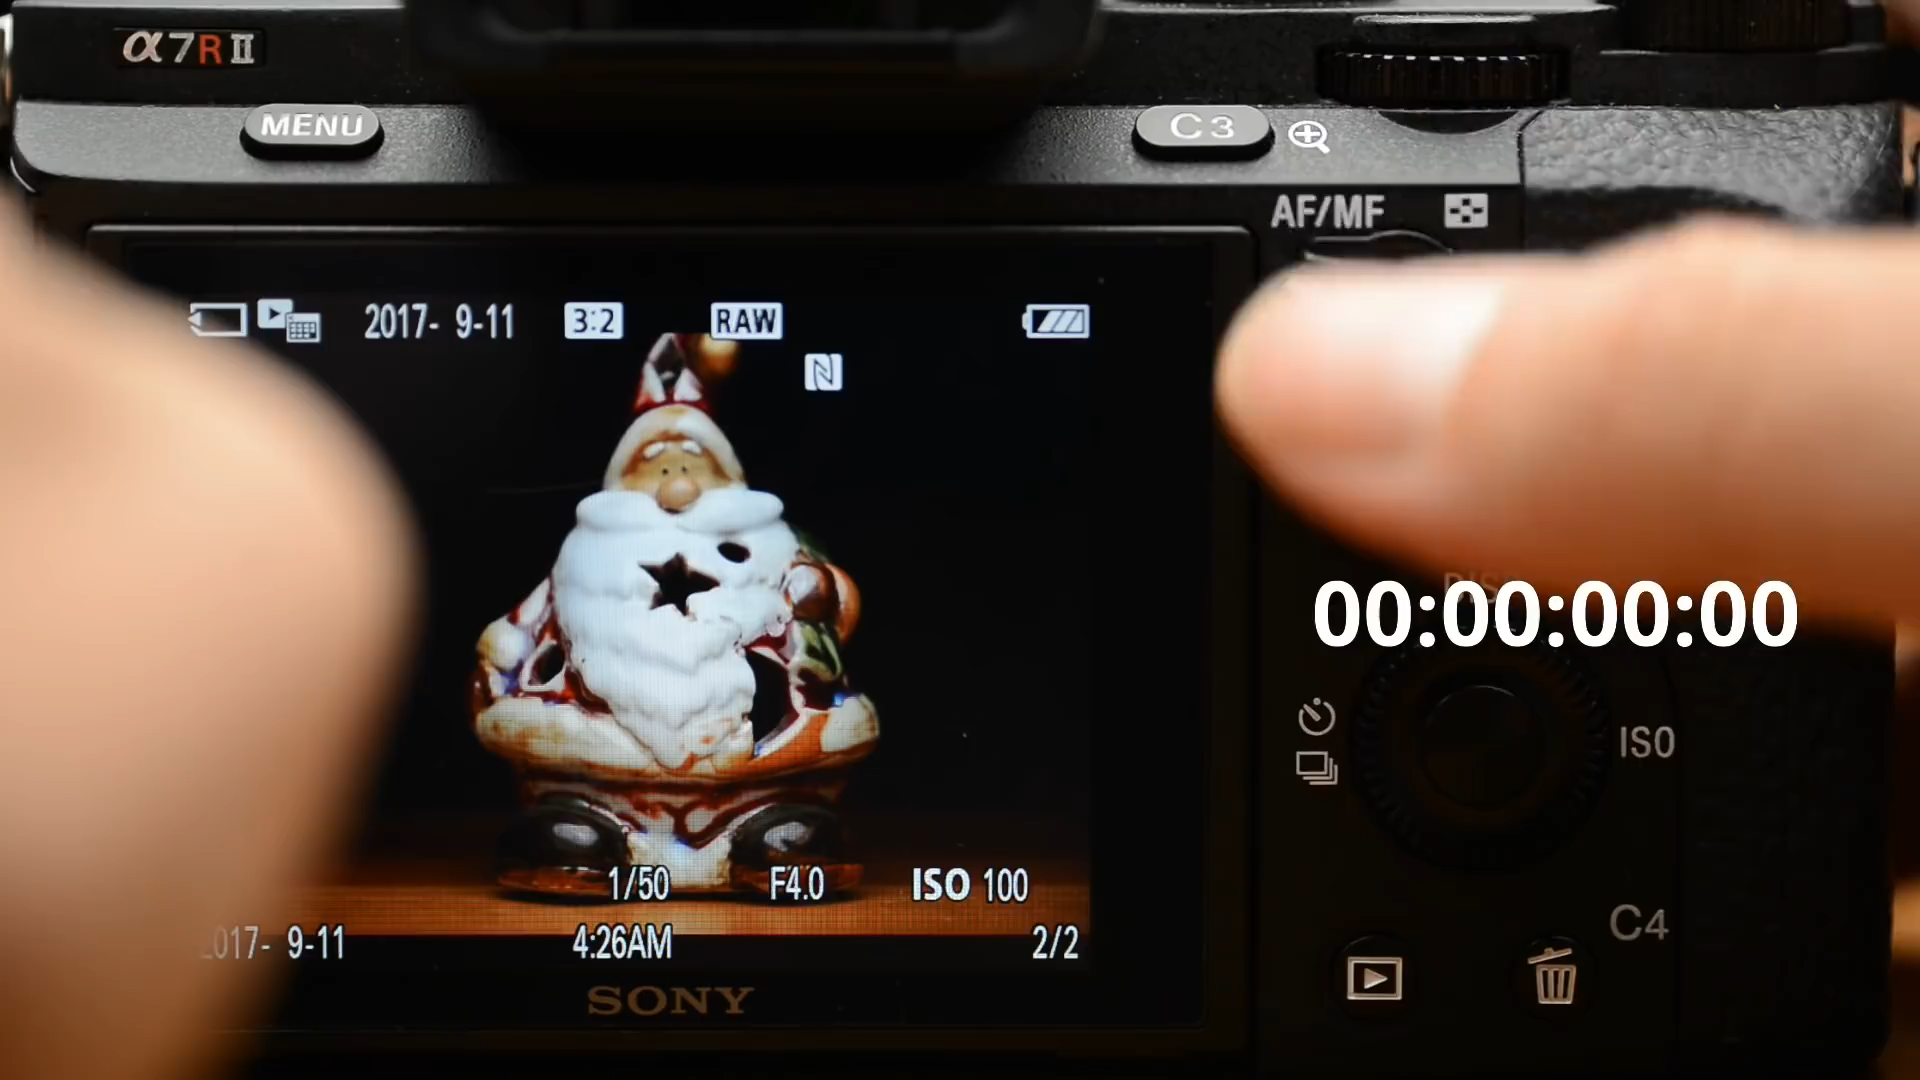 α7RII
MENU
C3
AF/MF
2017- 9-11 3:2 RAW
N
00:00:00:00
ISO
1/50 F4.0 ISO 100
C4
2017- 9-11 4:26AM 2/2
SONY